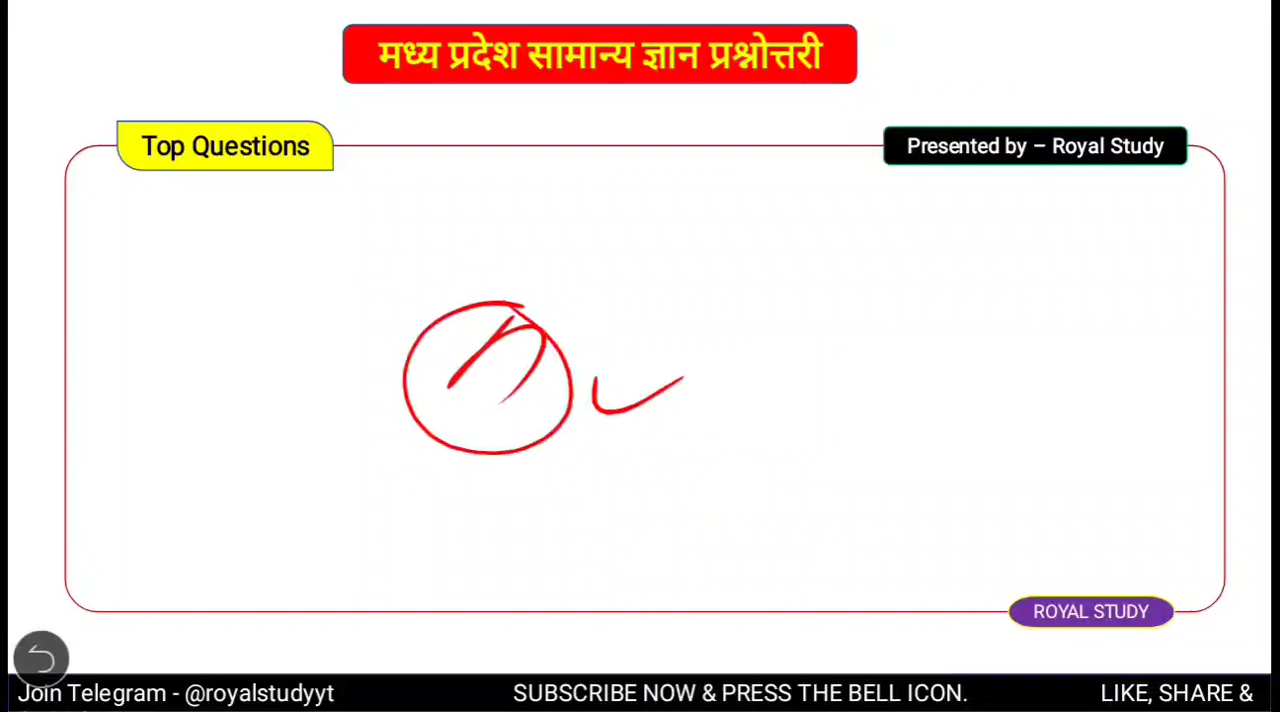 मध्य प्रदेश सामान्य ज्ञान प्रश्नोत्तरी
Top Questions
Presented by – Royal Study
ROYAL STUDY
Join Telegram - @royalstudyyt SUBSCRIBE NOW & PRESS THE BELL ICON. LIKE, SHARE &